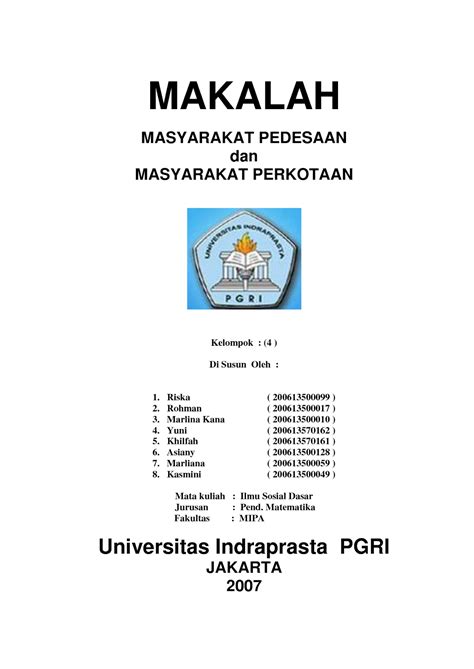 MAKALAH
MASYARAKAT PEDESAAN
dan
MASYARAKAT PERKOTAAN
UNIVERSITAS INDRAPRASTA
PGRI
Kelompok : (4 )
Di Susun Oleh :
1. Riska ( 200613500099 )
2. Rohman ( 200613500017 )
3. Marlina Kana ( 200613500010 )
4. Yuni ( 200613570162 )
5. Khilfah ( 200613570161 )
6. Asiany ( 200613500128 )
7. Marliana ( 200613500059 )
8. Kasmini ( 200613500049 )
Mata kuliah : Ilmu Sosial Dasar
Jurusan : Pend. Matematika
Fakultas : MIPA
Universitas Indraprasta PGRI
JAKARTA
2007